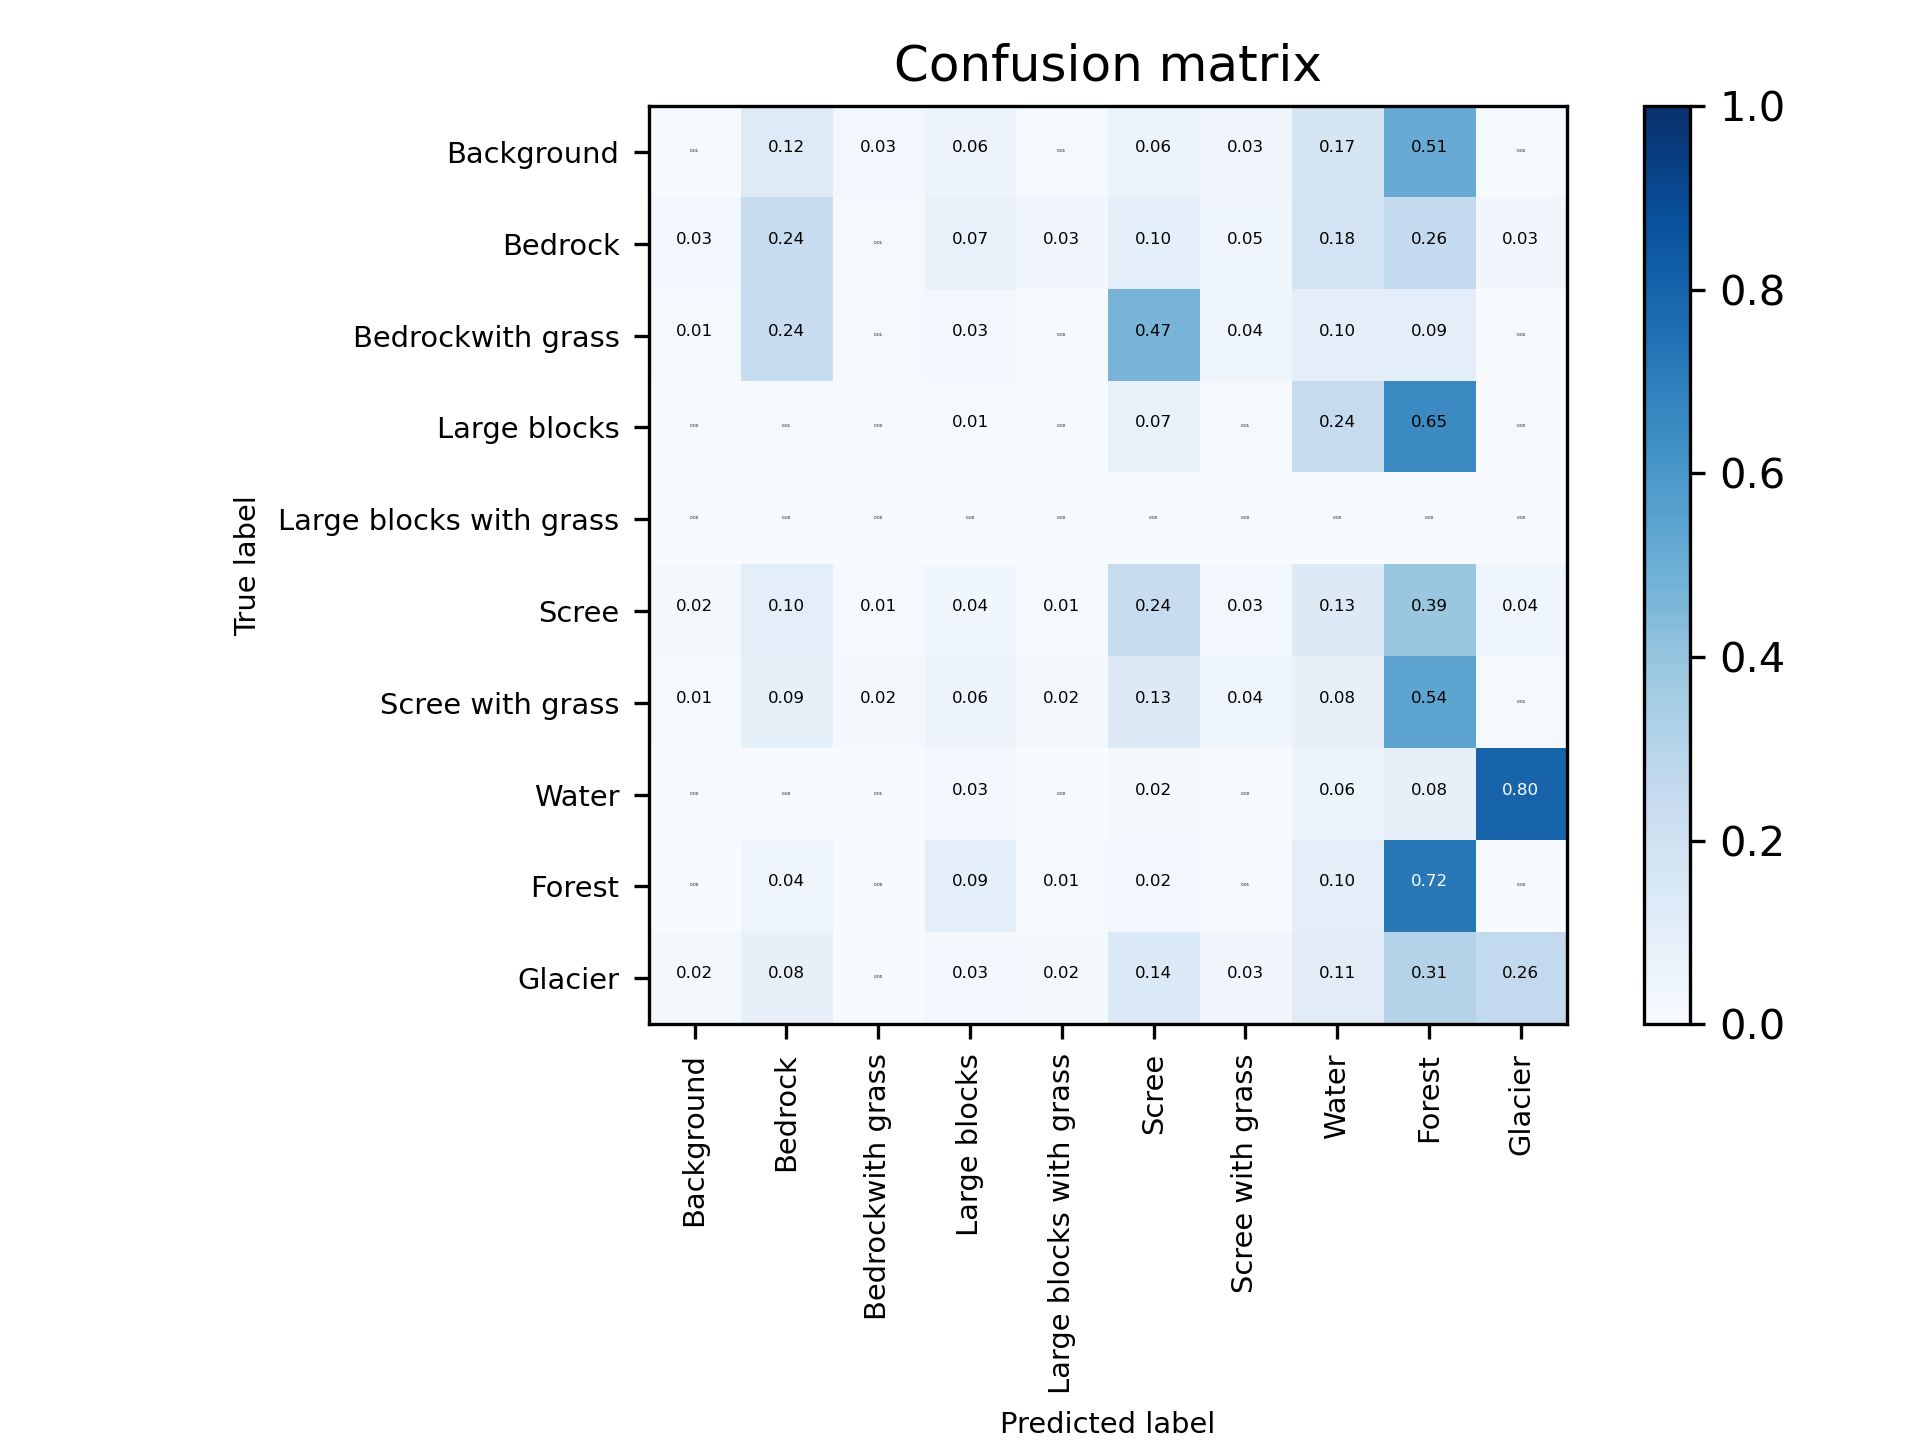 Confusion matrix
Background 0.12 0.03 0.06 0.06 0.03 0.17 0.51
Bedrock 0.03 0.24 0.07 0.03 0.10 0.05 0.18 0.26 0.03
Bedrockwith grass 0.01 0.24 0.03 0.47 0.04 0.10 0.09
Large blocks 0.01 0.07 0.24 0.65
Large blocks with grass
Scree 0.02 0.10 0.01 0.04 0.01 0.24 0.03 0.13 0.39 0.04
Scree with grass 0.01 0.09 0.02 0.06 0.02 0.13 0.04 0.08 0.54
Water 0.03 0.02 0.06 0.08 0.80
Forest 0.04 0.09 0.01 0.02 0.10 0.72
Glacier 0.02 0.08 0.03 0.02 0.14 0.03 0.11 0.31 0.26
True label
Background
Bedrock
Bedrockwith grass
Large blocks
Large blocks with grass
Scree
Scree with grass
Water
Forest
Glacier
Predicted label
1.0
0.8
0.6
0.4
0.2
0.0